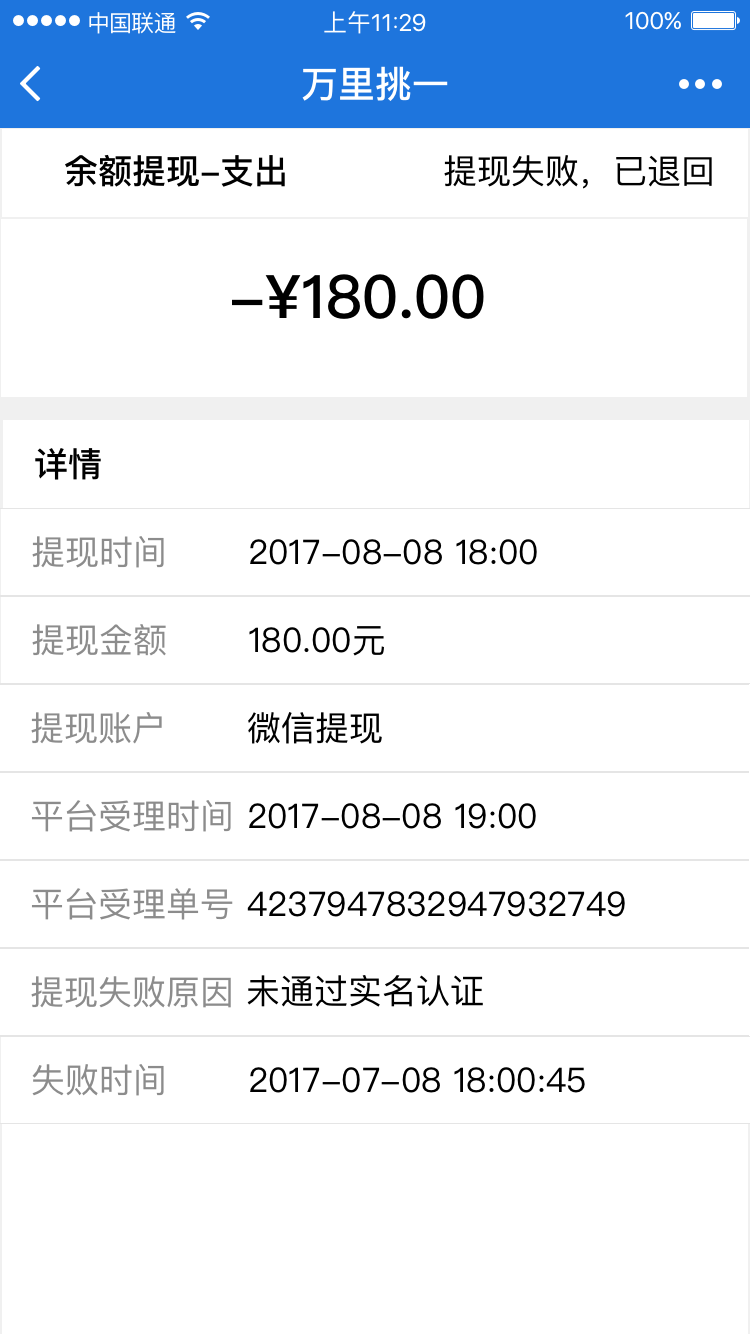 中国联通 上午11:29 100%
万里挑一
余额提现-支出 提现失败，已退回
-¥180.00
详情
提现时间 2017-08-08 18:00
提现金额 180.00元
提现账户 微信提现
平台受理时间 2017-08-08 19:00
平台受理单号 4237947832947932749
提现失败原因 未通过实名认证
失败时间 2017-07-08 18:00:45